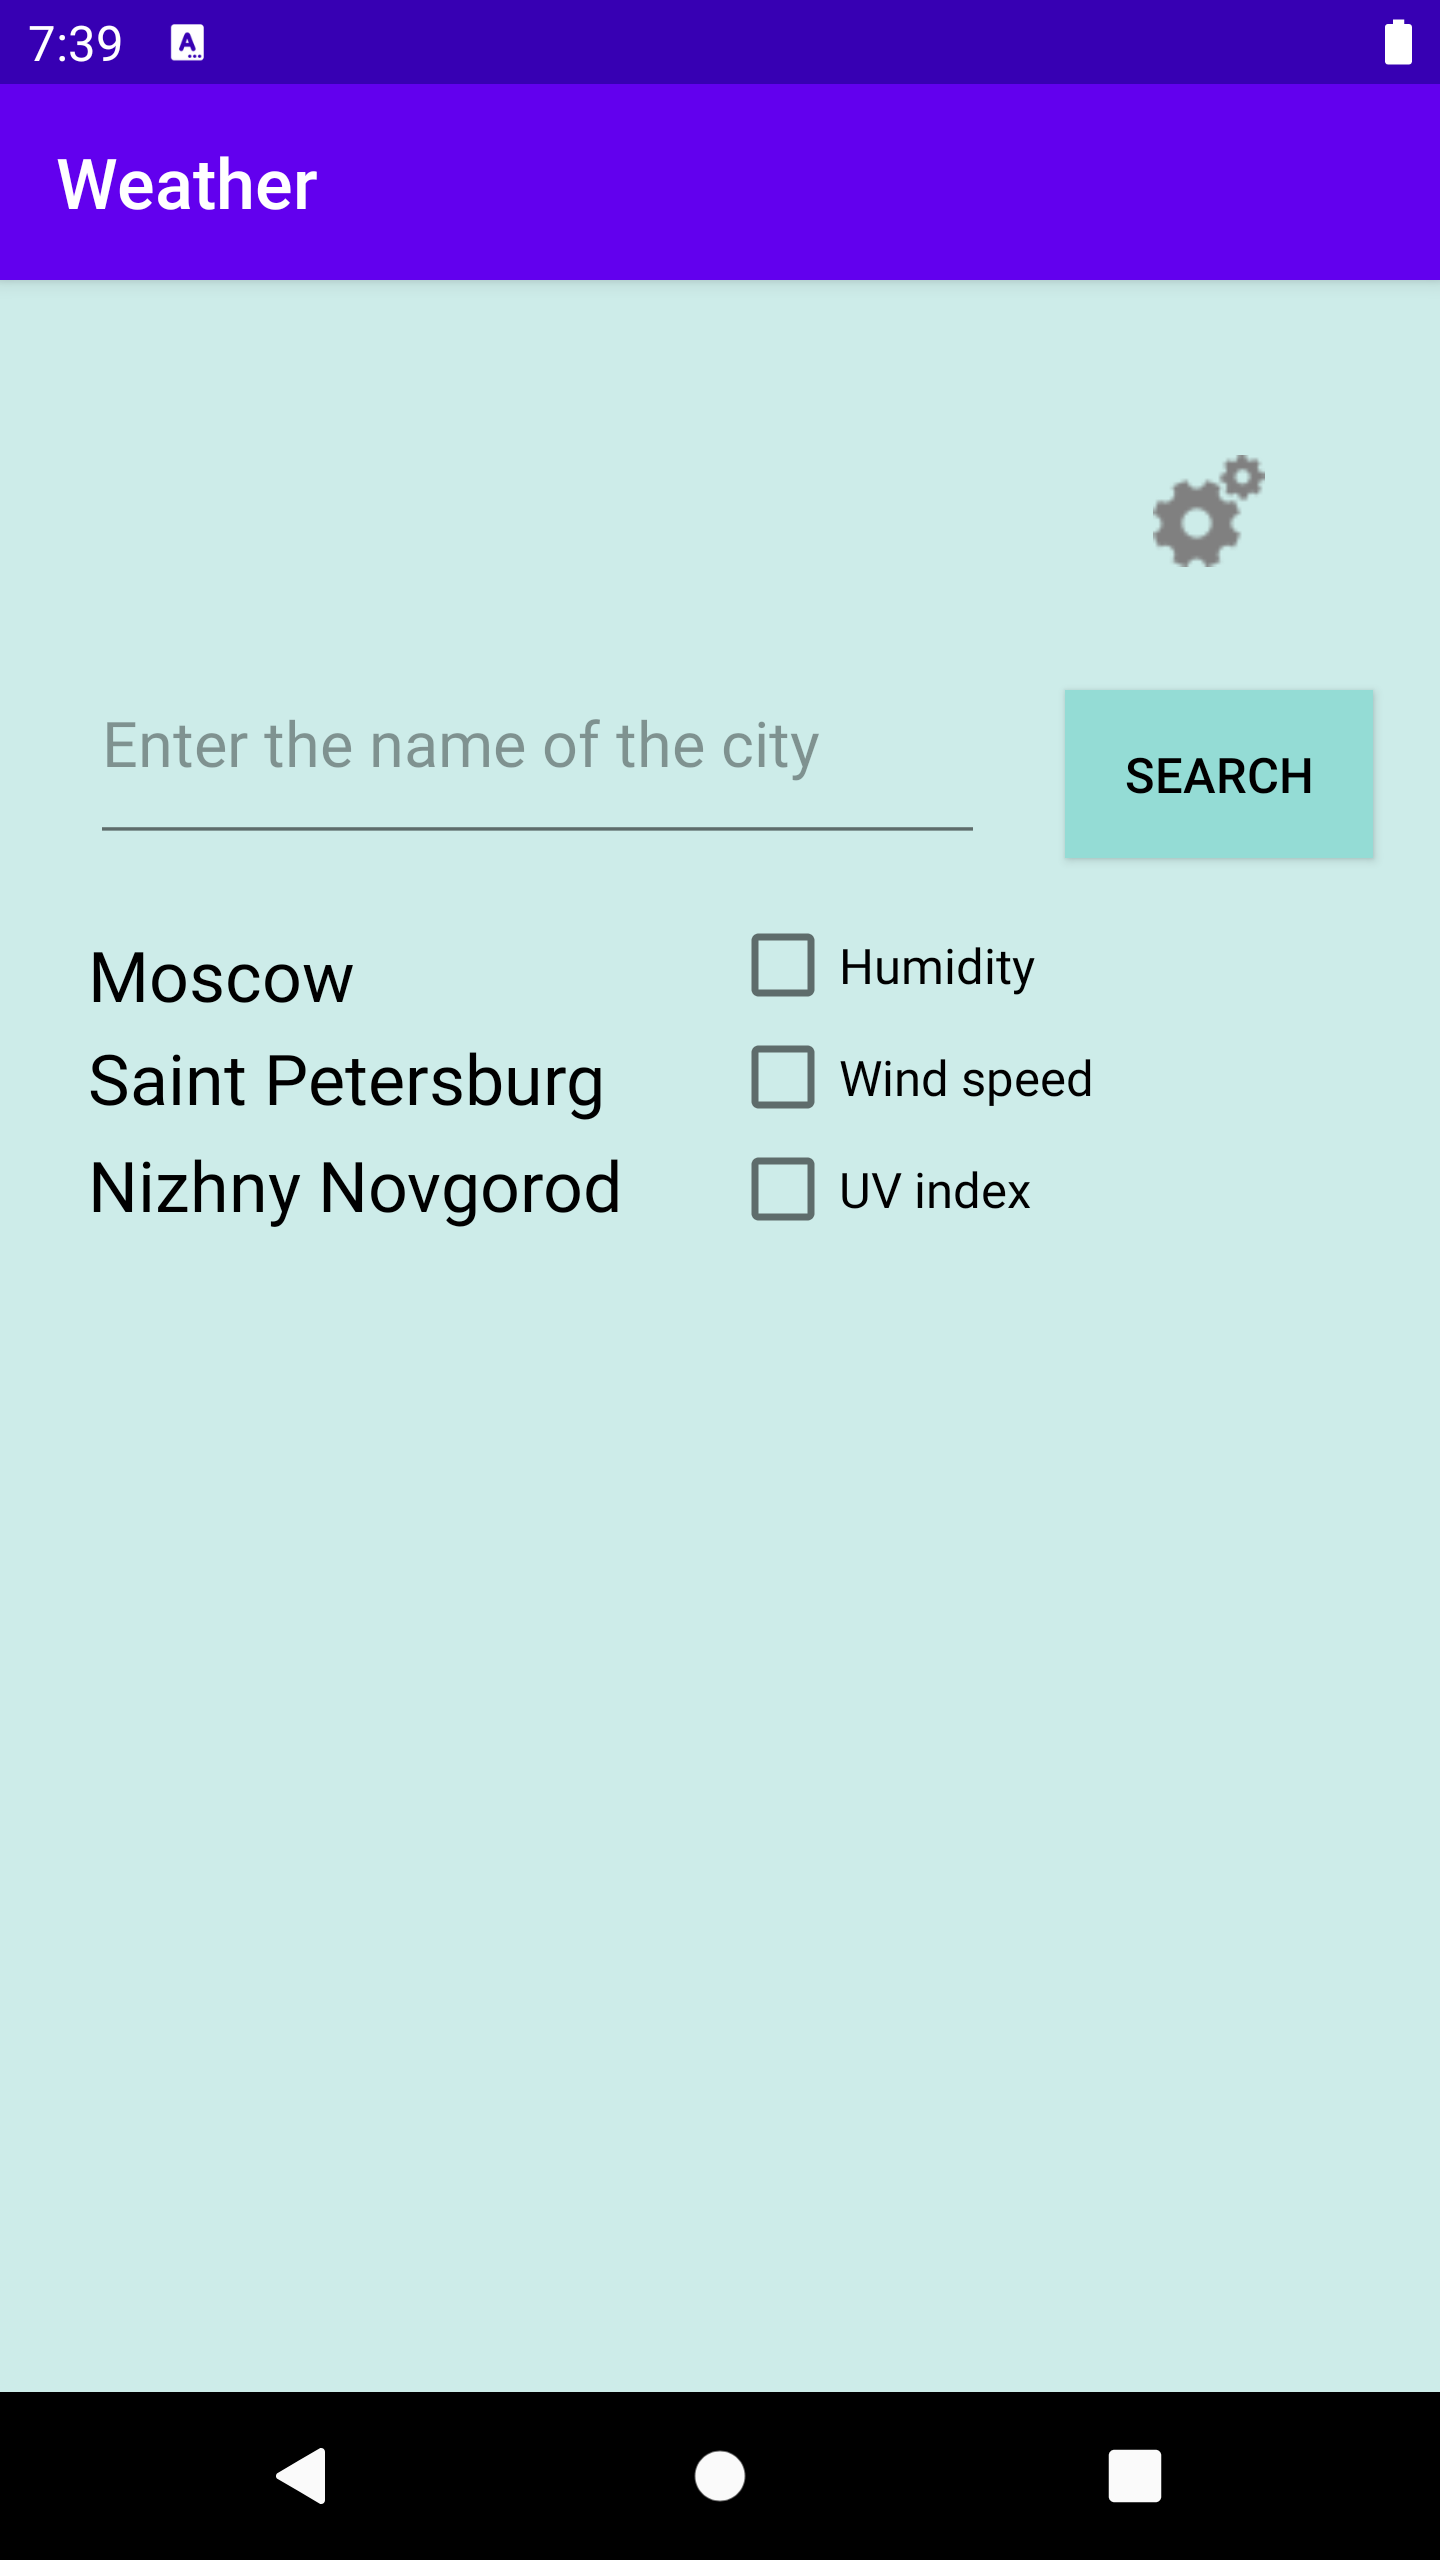 7:39
Weather
Enter the name of the city
SEARCH
Moscow
Humidity
Saint Petersburg
Wind speed
Nizhny Novgorod
UV index